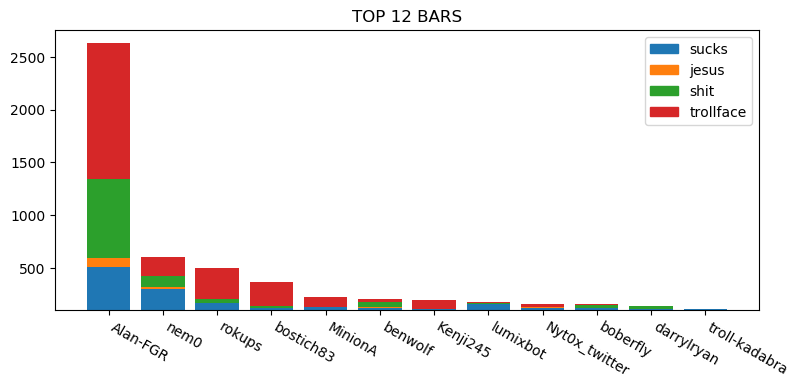 TOP 12 BARS
sucks
jesus
shit
trollface
2500
2000
1500
1000
500
Alan-FGR
nem0
rokups
bostich83
MinionA
benwolf
Kenji245
lumixbot
Nyt0x_twitter
boberfly
darrylryan
troll-kadabra